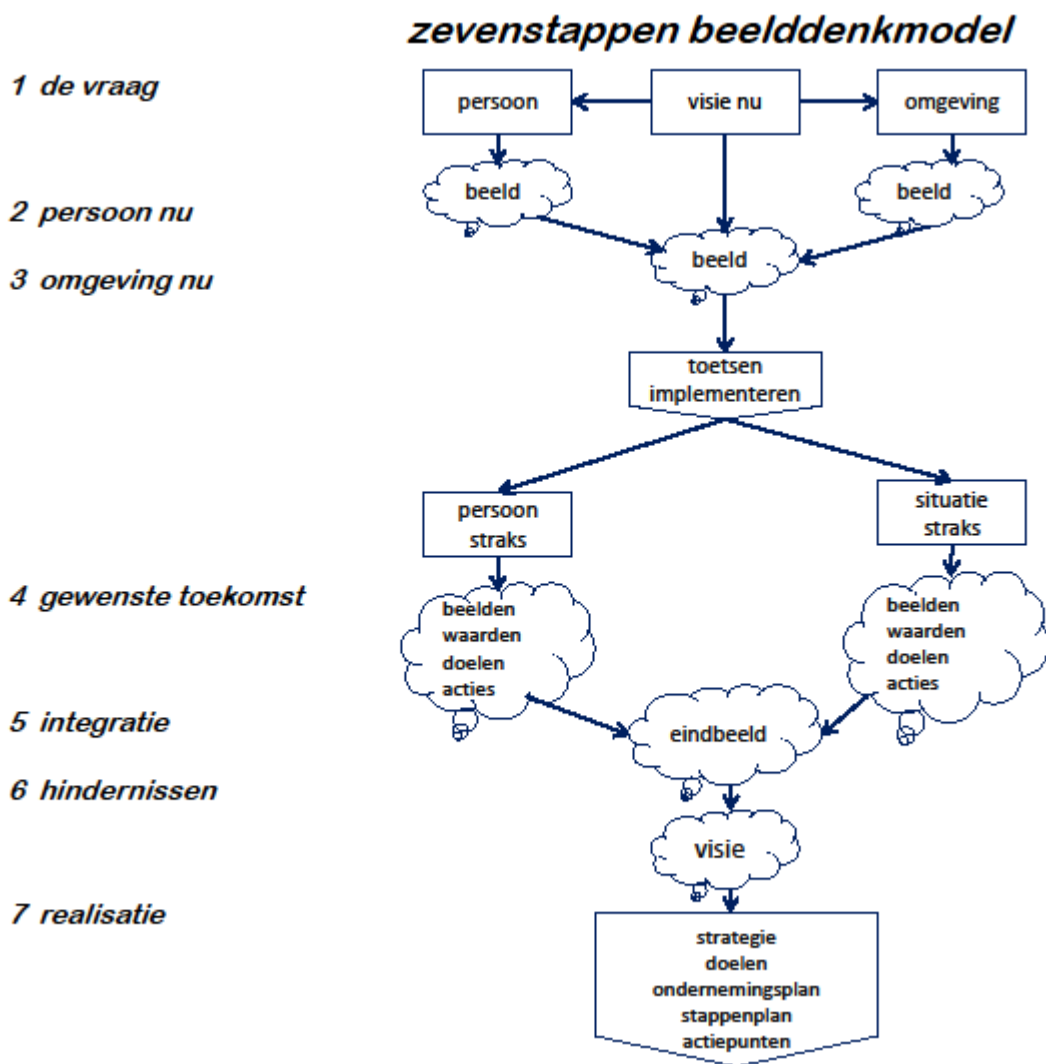 zevenstappen beelddenkmodel
1 de vraag
persoon
visie nu
omgeving
beeld
beeld
2 persoon nu
beeld
3 omgeving nu
toetsen
implementeren
persoon
straks
situatie
straks
4 gewenste toekomst
beelden
waarden
doelen
acties
beelden
waarden
doelen
acties
5 integratie
eindbeeld
6 hindernissen
visie
7 realisatie
strategie
doelen
ondernemingsplan
stappenplan
actiepunten